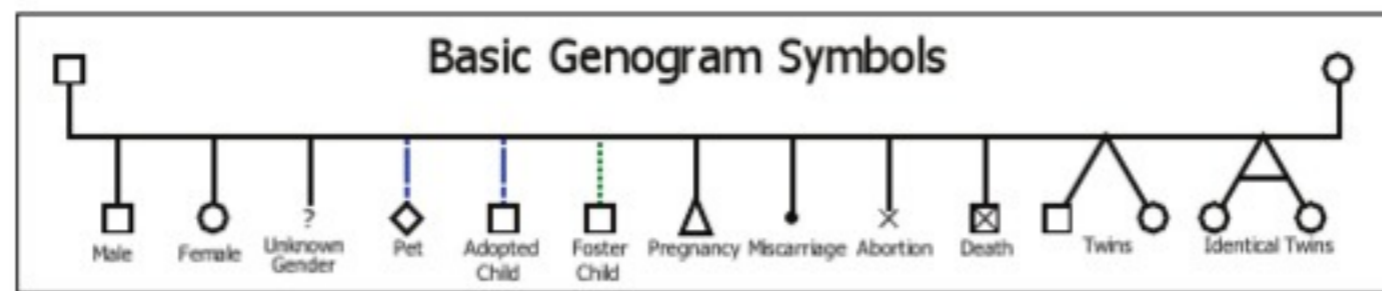 Basic Genogram Symbols
?
Male
Female
Unknown
Gender
Pet
Adopted
Child
Foster
Child
Pregnancy
Miscarriage
Abortion
Death
Twins
Identical Twins